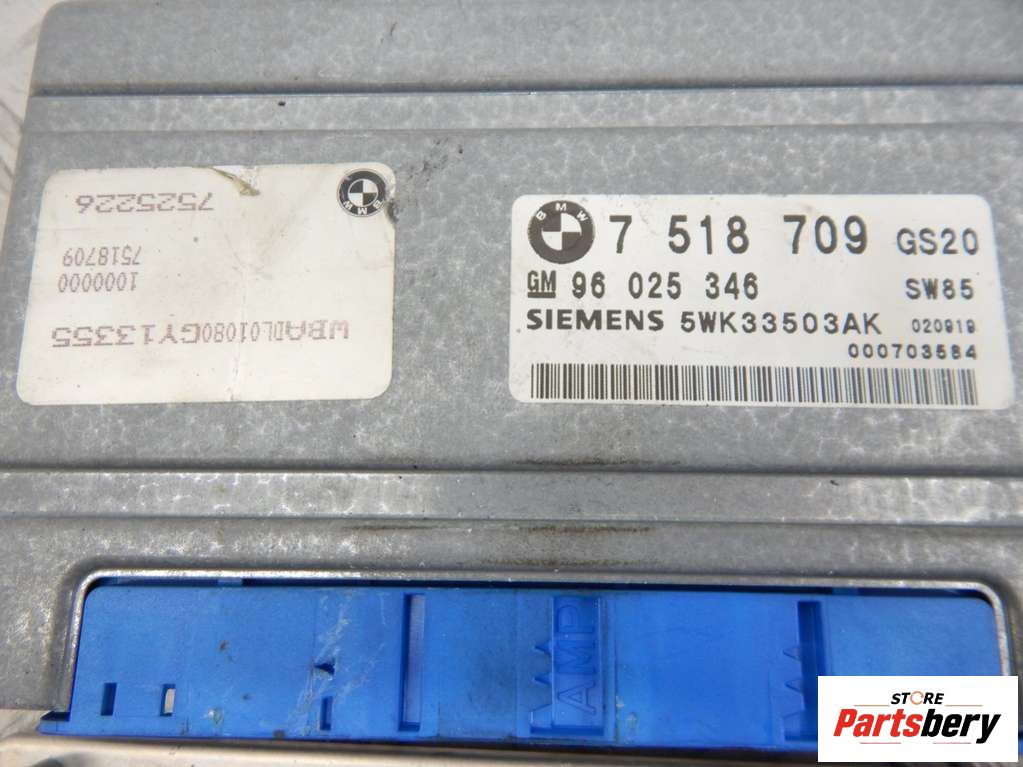 7525226
7518709
1000000
WBADL01080GY13355
BMW
BMW
7 518 709 GS20
GM 96 025 346 SW85
SIEMENS 5WK33503AK 020919
000703584
AMP
STORE
Partsbery